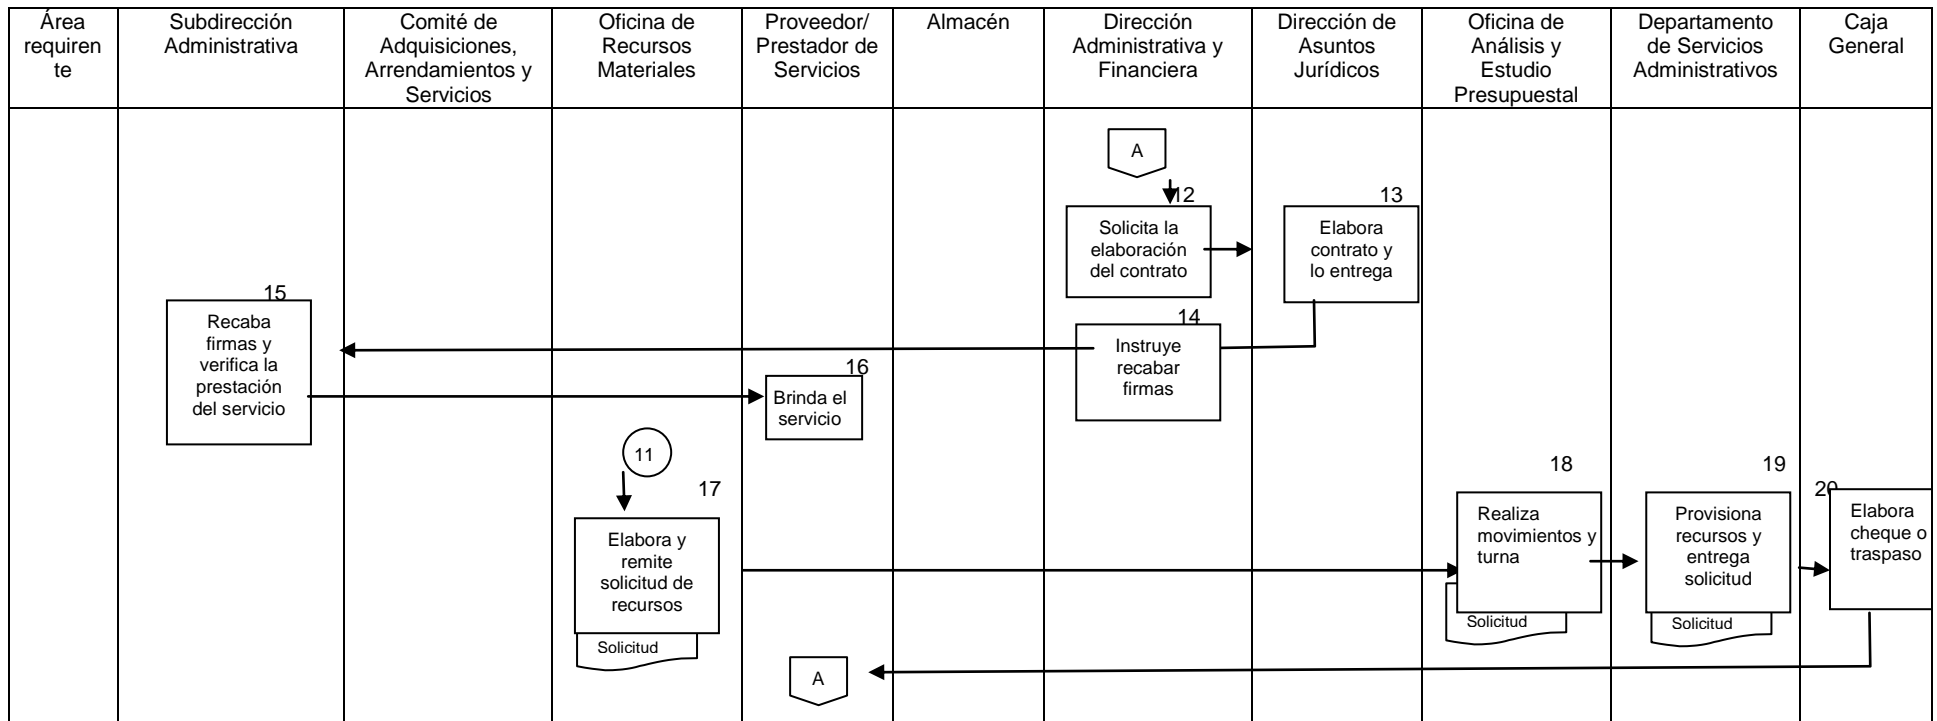 Área
requiren
te
Subdirección
Administrativa
Comité de
Adquisiciones,
Arrendamientos y
Servicios
Oficina de
Recursos
Materiales
Proveedor/
Prestador de
Servicios
Almacén
Dirección
Administrativa y
Financiera
Dirección de
Asuntos
Jurídicos
Oficina de
Análisis y
Estudio
Presupuestal
Departamento
de Servicios
Administrativos
Caja
General
A
12
Solicita la
elaboración
del contrato
13
Elabora
contrato y
lo entrega
14
Instruye
recabar
firmas
15
Recaba
firmas y
verifica la
prestación
del servicio
16
Brinda el
servicio
11
17
Elabora y
remite
solicitud de
recursos
Solicitud
18
Realiza
movimientos y
turna
Solicitud
19
Provisiona
recursos y
entrega
solicitud
Solicitud
20
Elabora
cheque o
traspaso
A